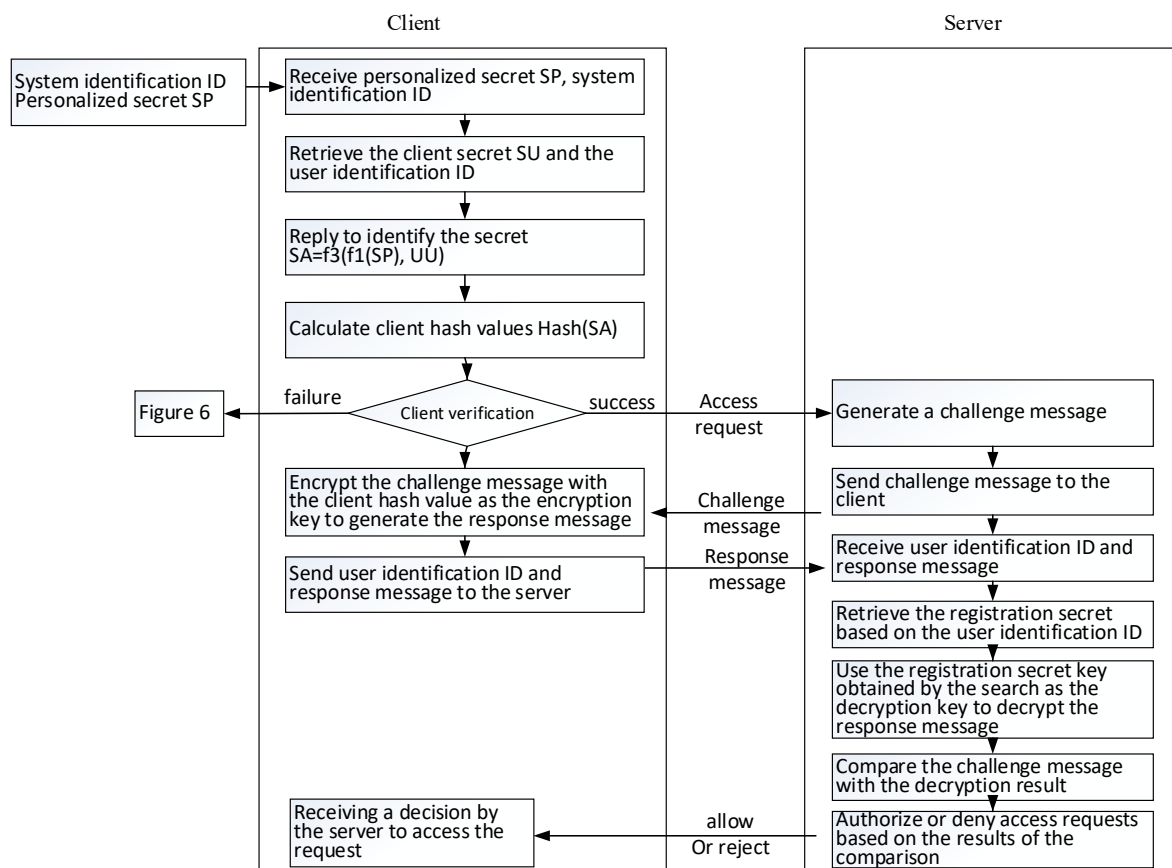 Client
Server
System identification ID
Personalized secret SP
Receive personalized secret SP, system
identification ID
Retrieve the client secret SU and the
user identification ID
Reply to identify the secret
SA=f3(f1(SP), UU)
Calculate client hash values Hash(SA)
Figure 6
failure
Client verification
success
Access
request
Generate a challenge message
Encrypt the challenge message with
the client hash value as the encryption
key to generate the response message
Challenge
message
Send challenge message to the
client
Send user identification ID and
response message to the server
Response
message
Receive user identification ID and
response message
Retrieve the registration secret
based on the user identification ID
Use the registration secret key
obtained by the search as the
decryption key to decrypt the
response message
Compare the challenge message
with the decryption result
Receiving a decision by
the server to access the
request
allow
Or reject
Authorize or deny access requests
based on the results of the
comparison